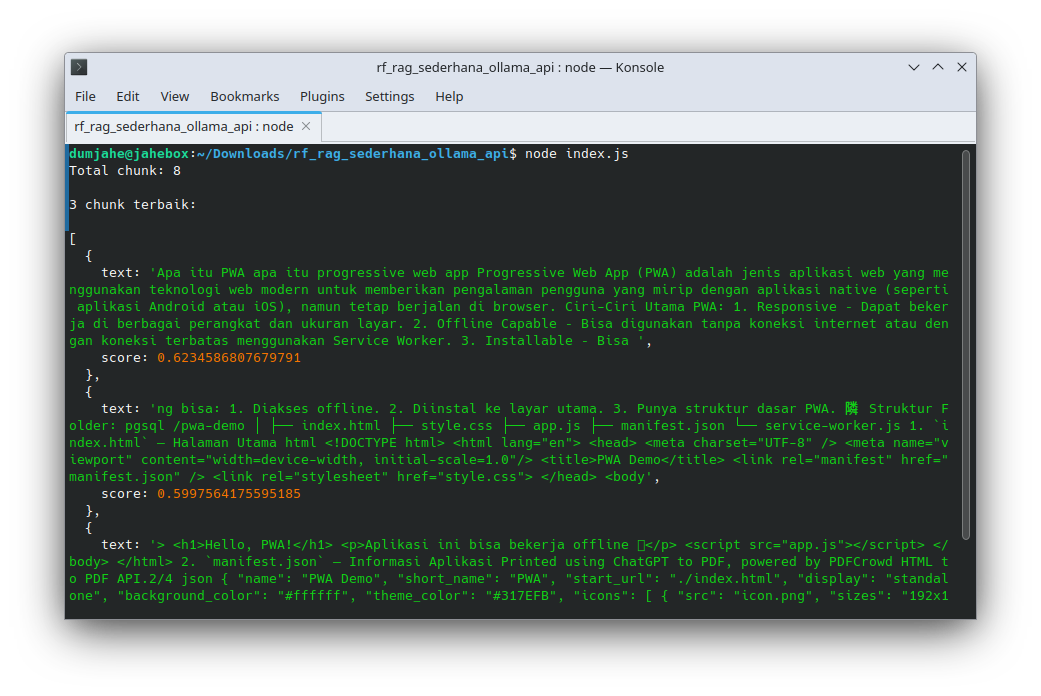 rf_rag_sederhana_ollama_api : node — Konsole
File Edit View Bookmarks Plugins Settings Help
rf_rag_sederhana_ollama_api : node
dumjahe@jahebox:~/Downloads/rf_rag_sederhana_ollama_api$ node index.js
Total chunk: 8
3 chunk terbaik:
[
  {
    text: 'Apa itu PWA apa itu progressive web app Progressive Web App (PWA) adalah jenis aplikasi web yang me
nggunakan teknologi web modern untuk memberikan pengalaman pengguna yang mirip dengan aplikasi native (seperti
 aplikasi Android atau iOS), namun tetap berjalan di browser. Ciri-Ciri Utama PWA: 1. Responsive - Dapat beker
ja di berbagai perangkat dan ukuran layar. 2. Offline Capable - Bisa digunakan tanpa koneksi internet atau den
gan koneksi terbatas menggunakan Service Worker. 3. Installable - Bisa ',
    score: 0.6234586807679791
  },
  {
    text: 'ng bisa: 1. Diakses offline. 2. Diinstal ke layar utama. 3. Punya struktur dasar PWA. 隣 Struktur F
older: pgsql /pwa-demo │ ├── index.html ├── style.css ├── app.js ├── manifest.json └── service-worker.js 1. `i
ndex.html` — Halaman Utama html <!DOCTYPE html> <html lang="en"> <head> <meta charset="UTF-8" /> <meta name="v
iewport" content="width=device-width, initial-scale=1.0"/> <title>PWA Demo</title> <link rel="manifest" href="
manifest.json" /> <link rel="stylesheet" href="style.css"> </head> <body',
    score: 0.5997564175595185
  },
  {
    text: '> <h1>Hello, PWA!</h1> <p>Aplikasi ini bisa bekerja offline </p> <script src="app.js"></script> </
body> </html> 2. `manifest.json` — Informasi Aplikasi Printed using ChatGPT to PDF, powered by PDFCrowd HTML t
o PDF API.2/4 json { "name": "PWA Demo", "short_name": "PWA", "start_url": "./index.html", "display": "standal
one", "background_color": "#ffffff", "theme_color": "#317EFB", "icons": [ { "src": "icon.png", "sizes": "192x1